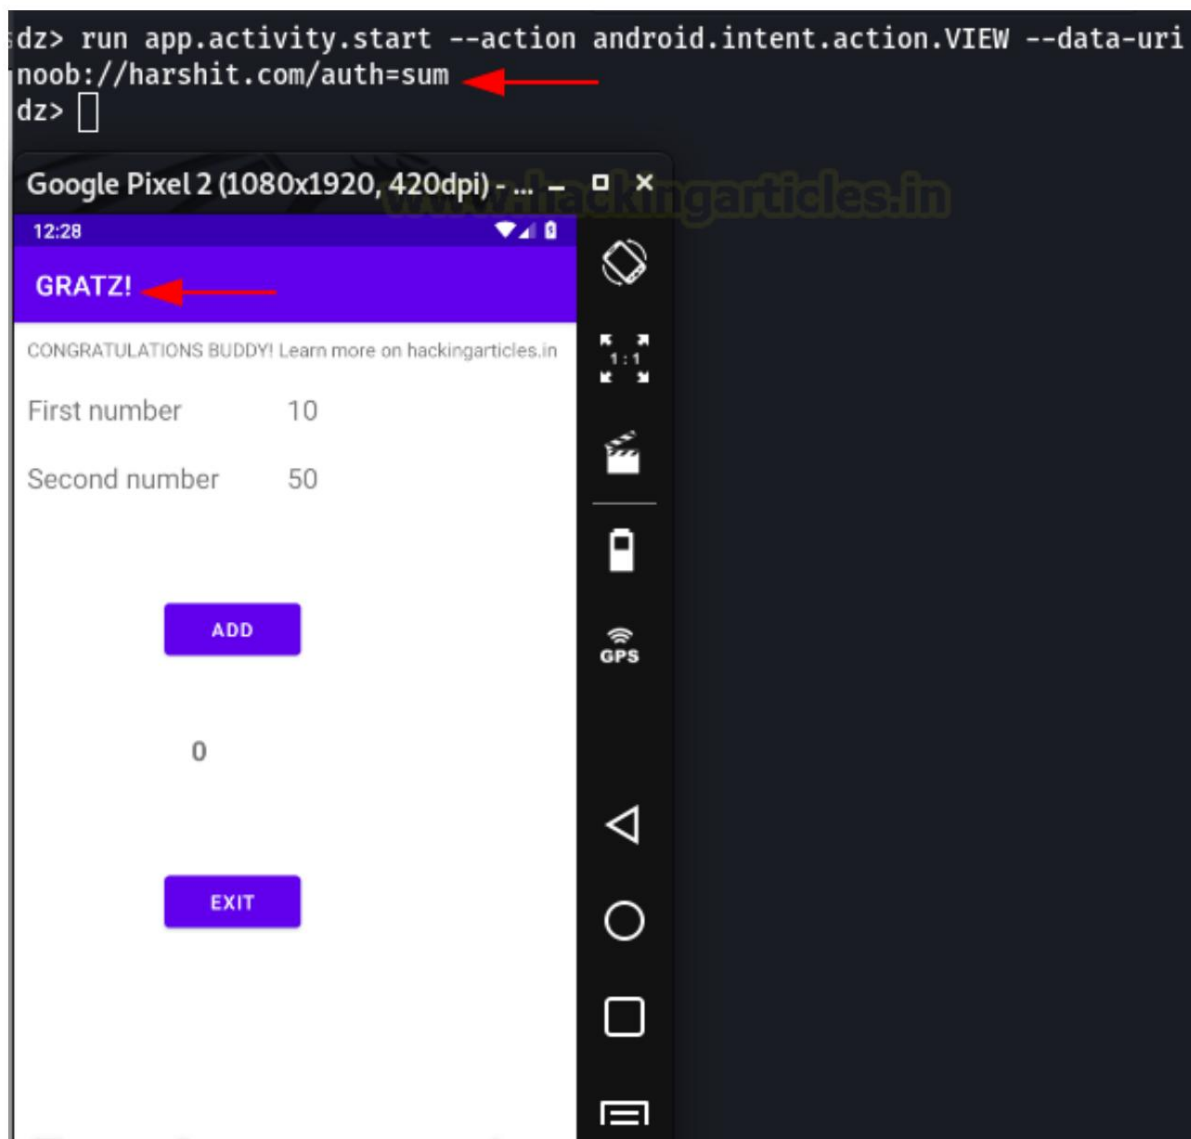 dz> run app.activity.start --action android.intent.action.VIEW --data-uri
noob://harshit.com/auth=sum
dz>
Google Pixel 2 (1080x1920, 420dpi) - ...
www.hackingarticles.in
12:28
GRATZ!
CONGRATULATIONS BUDDY! Learn more on hackingarticles.in
1:1
First number 10
Second number 50
ADD
GPS
0
EXIT